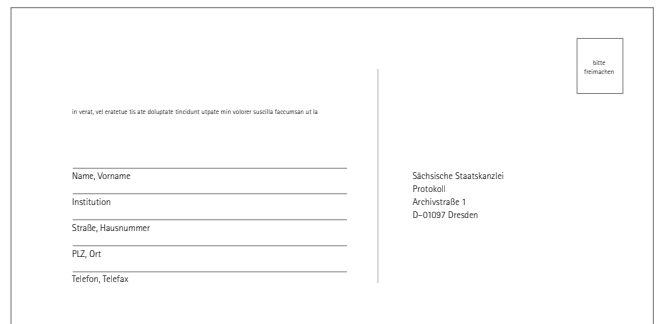 bitte
freimachen
in verat, vel eratetue tis ate doluptate tincidunt utpate min volorer suscilla faccumsan ut la
Name, Vorname
Institution
Straße, Hausnummer
PLZ, Ort
Telefon, Telefax
Sächsische Staatskanzlei
Protokoll
Archivstraße 1
D–01097 Dresden